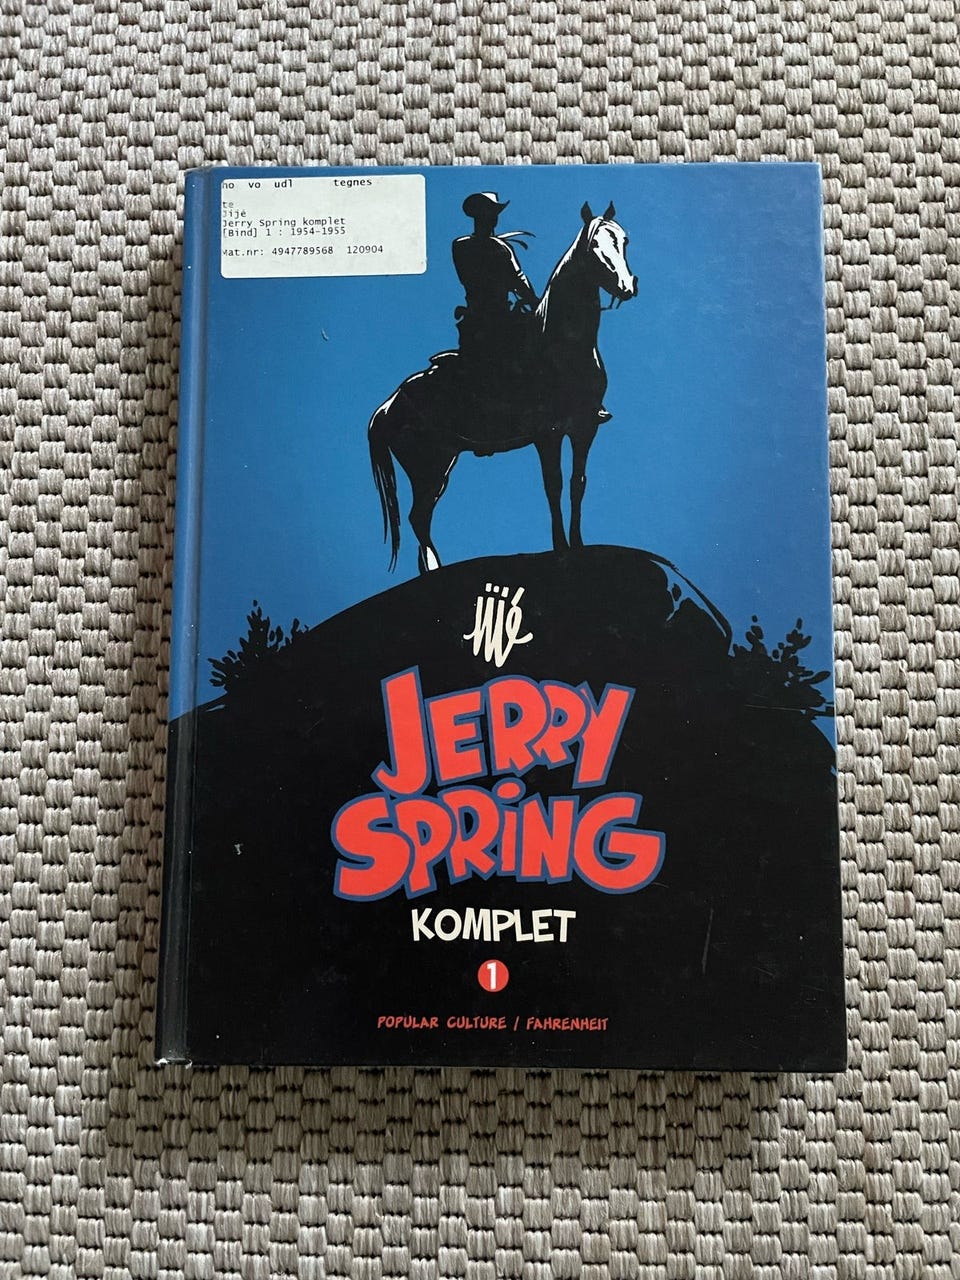 ho vo udl tegnes
te
Jijé
Jerry Spring komplet
[Bind] 1 : 1954-1955
Mat.nr: 4947789568 120904
Jijé
JERRY
SPRING
KOMPLET
1
POPULAR CULTURE / FAHRENHEIT